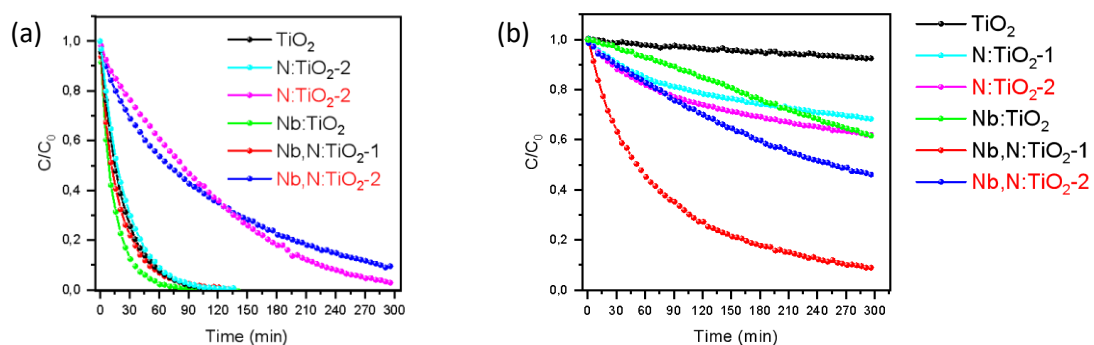 (a)
C/C₀
1,0
0,8
0,6
0,4
0,2
0,0
0 30 60 90 120 150 180 210 240 270 300
Time (min)
TiO₂
N:TiO₂-2
N:TiO₂-2
Nb:TiO₂
Nb,N:TiO₂-1
Nb,N:TiO₂-2
(b)
C/C₀
1,0
0,8
0,6
0,4
0,2
0,0
0 30 60 90 120 150 180 210 240 270 300
Time (min)
TiO₂
N:TiO₂-1
N:TiO₂-2
Nb:TiO₂
Nb,N:TiO₂-1
Nb,N:TiO₂-2